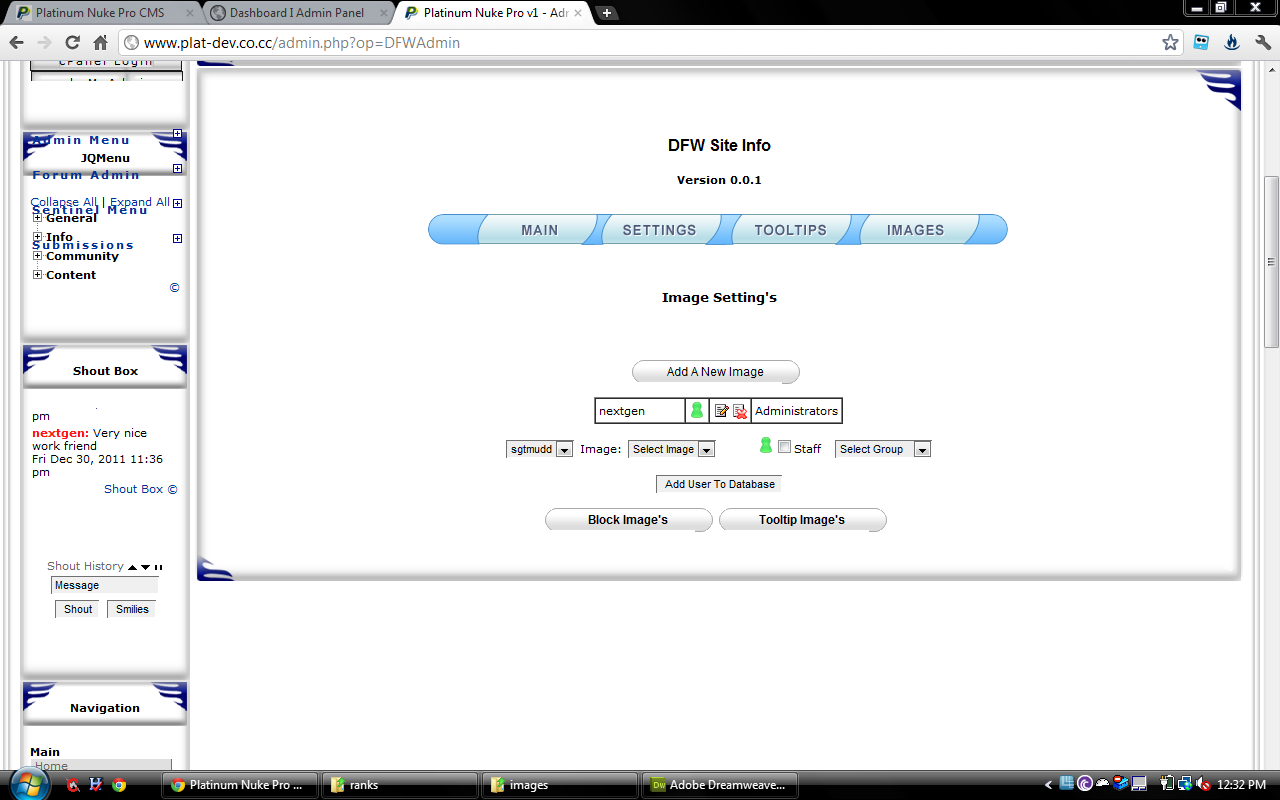 Platinum Nuke Pro CMS
Dashboard I Admin Panel
Platinum Nuke Pro v1 - Adr
www.plat-dev.co.cc/admin.php?op=DFWAdmin
cPanel Login
Admin Menu
JQMenu
Forum Admin
Collapse All | Expand All
Sentinel Menu
General
Info
Submissions
Community
Content
©
Shout Box
pm
nextgen: Very nice
work friend
Fri Dec 30, 2011 11:36
pm
Shout Box ©
Shout History
Message
Shout Smilies
Navigation
Main
Home
DFW Site Info
Version 0.0.1
MAIN SETTINGS TOOLTIPS IMAGES
Image Setting's
Add A New Image
nextgen Administrators
sgtmudd Image: Select Image Staff Select Group
Add User To Database
Block Image's Tooltip Image's
Platinum Nuke Pro ...
ranks
images
Dw Adobe Dreamweave...
12:32 PM